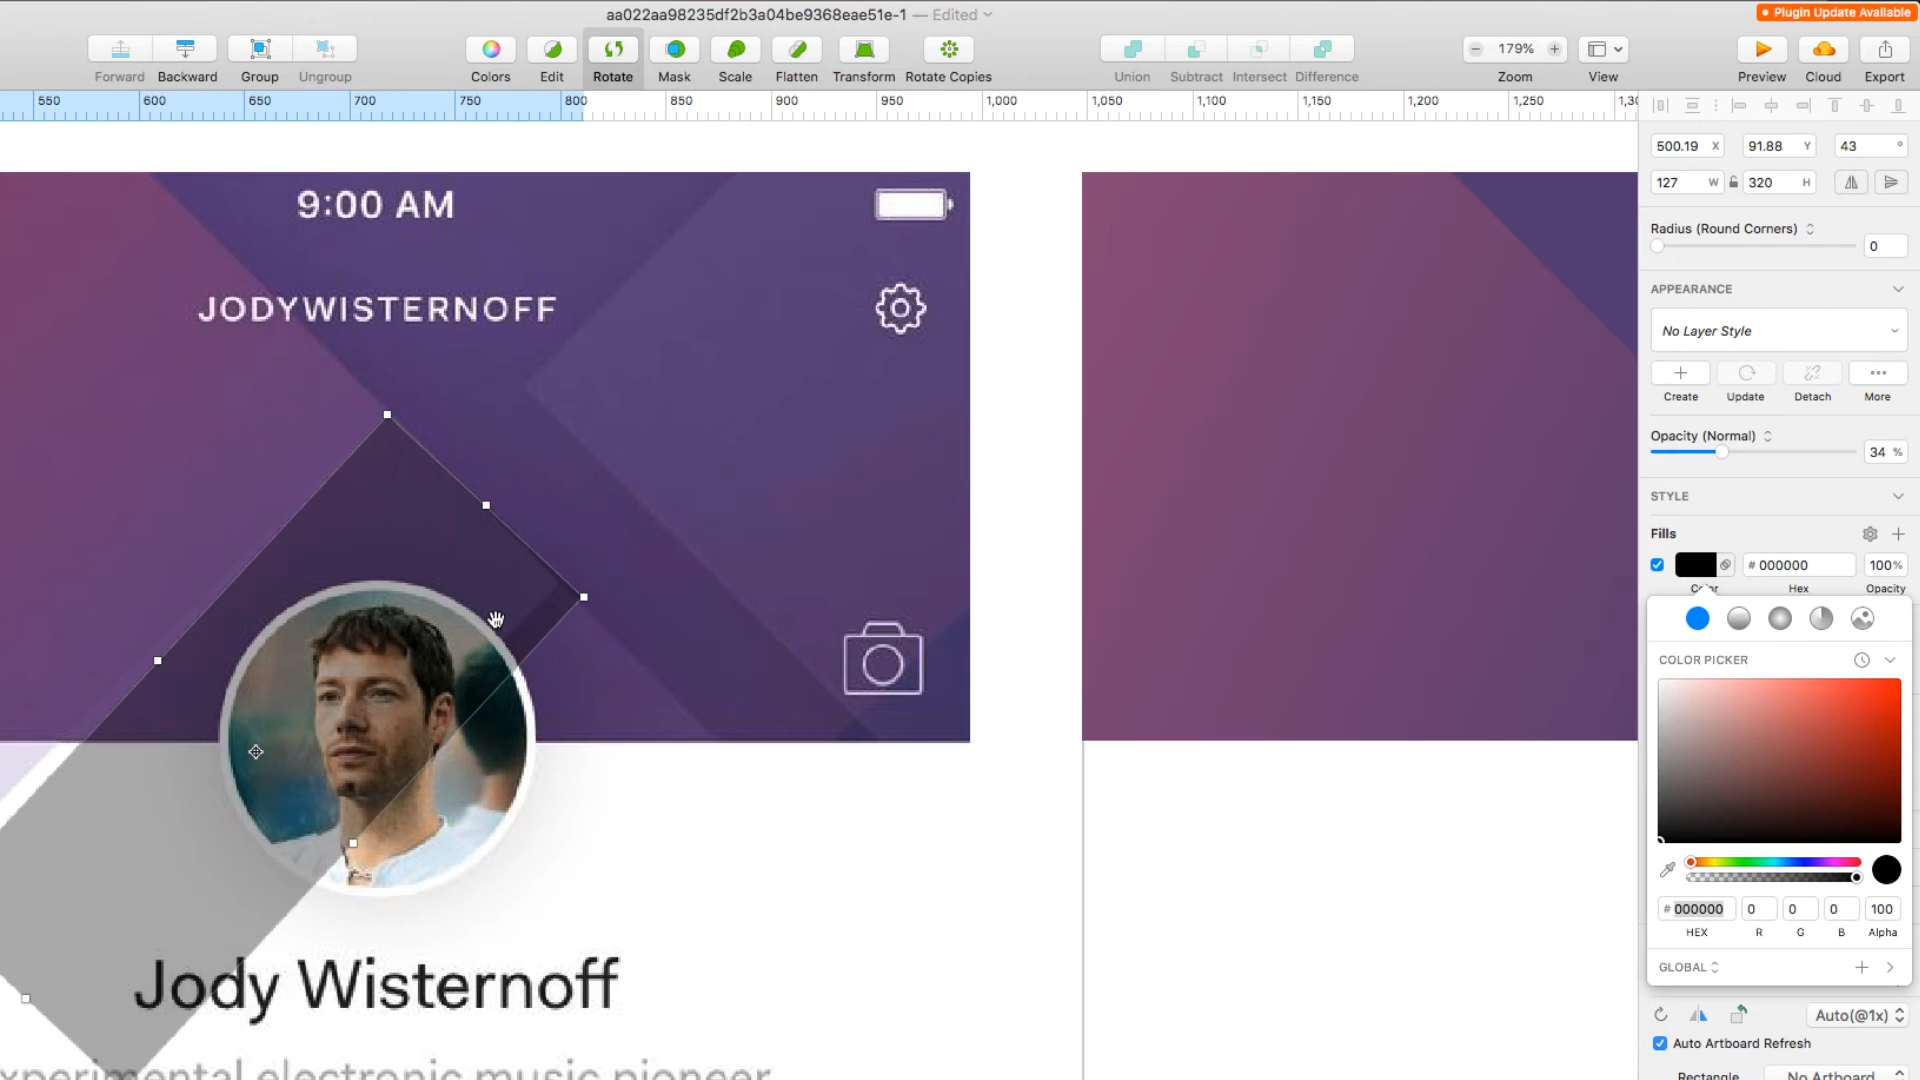 aa022aa98235df2b3a04be9368eae51e-1 — Edited
Plugin Update Available
Forward Backward Group Ungroup Colors Edit Rotate Mask Scale Flatten Transform Rotate Copies Union Subtract Intersect Difference
179%
Zoom View Preview Cloud Export
550 600 650 700 750 800 850 900 950 1,000 1,050 1,100 1,150 1,200 1,250 1,30
500.19 X 91.88 Y 43 °
127 W 320 H
Radius (Round Corners)
0
APPEARANCE
No Layer Style
Create Update Detach More
Opacity (Normal)
34 %
STYLE
Fills
# 000000 100%
Color Hex Opacity
COLOR PICKER
# 000000 0 0 0 100
HEX R G B Alpha
GLOBAL
Auto(@1x)
Auto Artboard Refresh
Rectangle No Artboard
9:00 AM
JODYWISTERNOFF
Jody Wisternoff
xperimental electronic music pioneer